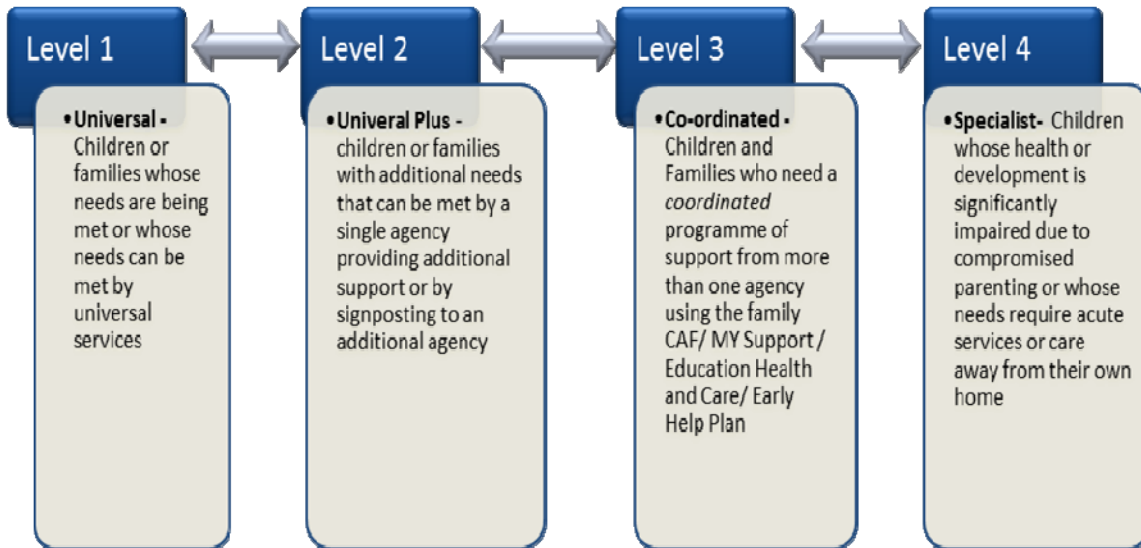 Level 1
•Universal -
Children or
families whose
needs are being
met or whose
needs can be
met by
universal
services
Level 2
•Univeral Plus -
children or families
with additional needs
that can be met by a
single agency
providing additional
support or by
signposting to an
additional agency
Level 3
•Co-ordinated -
Children and
Families who need a
coordinated
programme of
support from more
than one agency
using the family
CAF/ MY Support /
Education Health
and Care/ Early
Help Plan
Level 4
•Specialist- Children
whose health or
development is
significantly
impaired due to
compromised
parenting or whose
needs require acute
services or care
away from their own
home